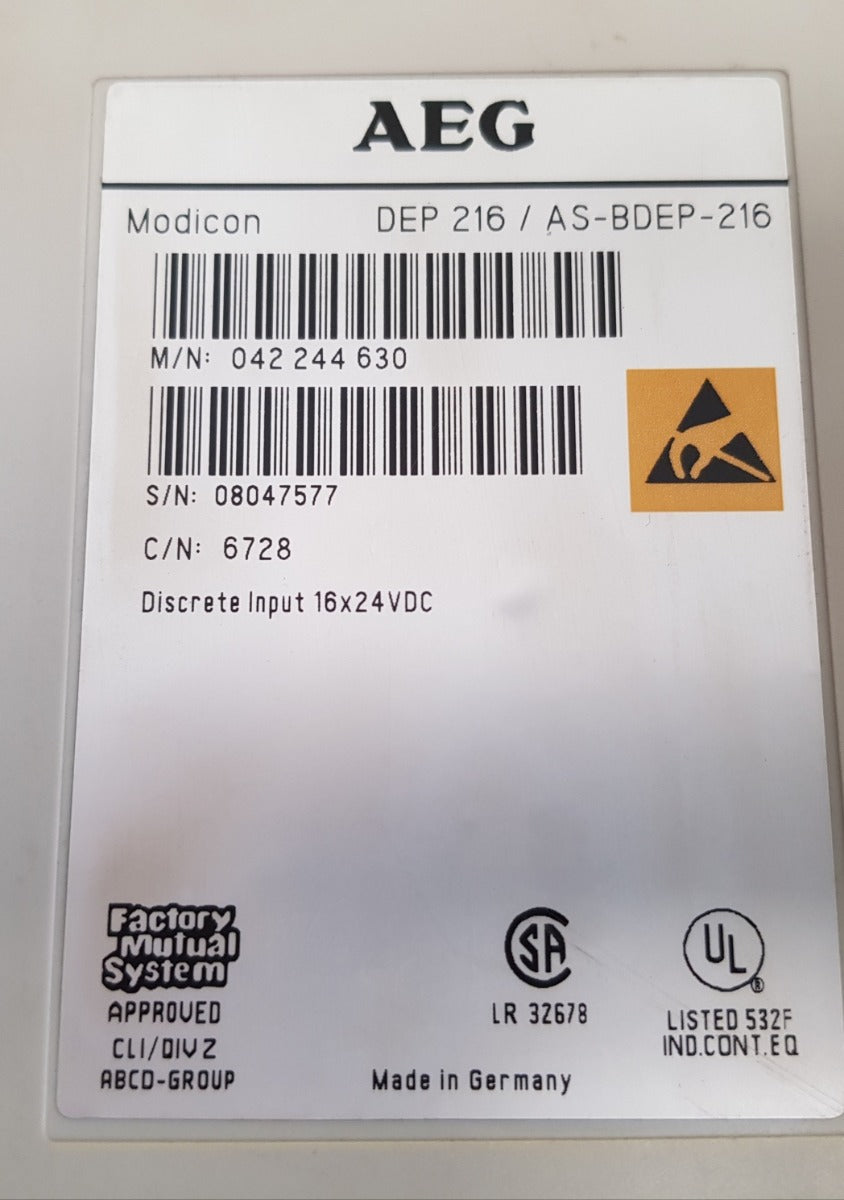 AEG
Modicon DEP 216 / AS-BDEP-216
M/N: 042 244 630
S/N: 08047577
C/N: 6728
Discrete Input 16x24VDC
Factory
Mutual
System
APPROVED
CLI/DIV2
ABCD-GROUP
SA
LR 32678
Made in Germany
UL
®
LISTED 532F
IND.CONT.EQ